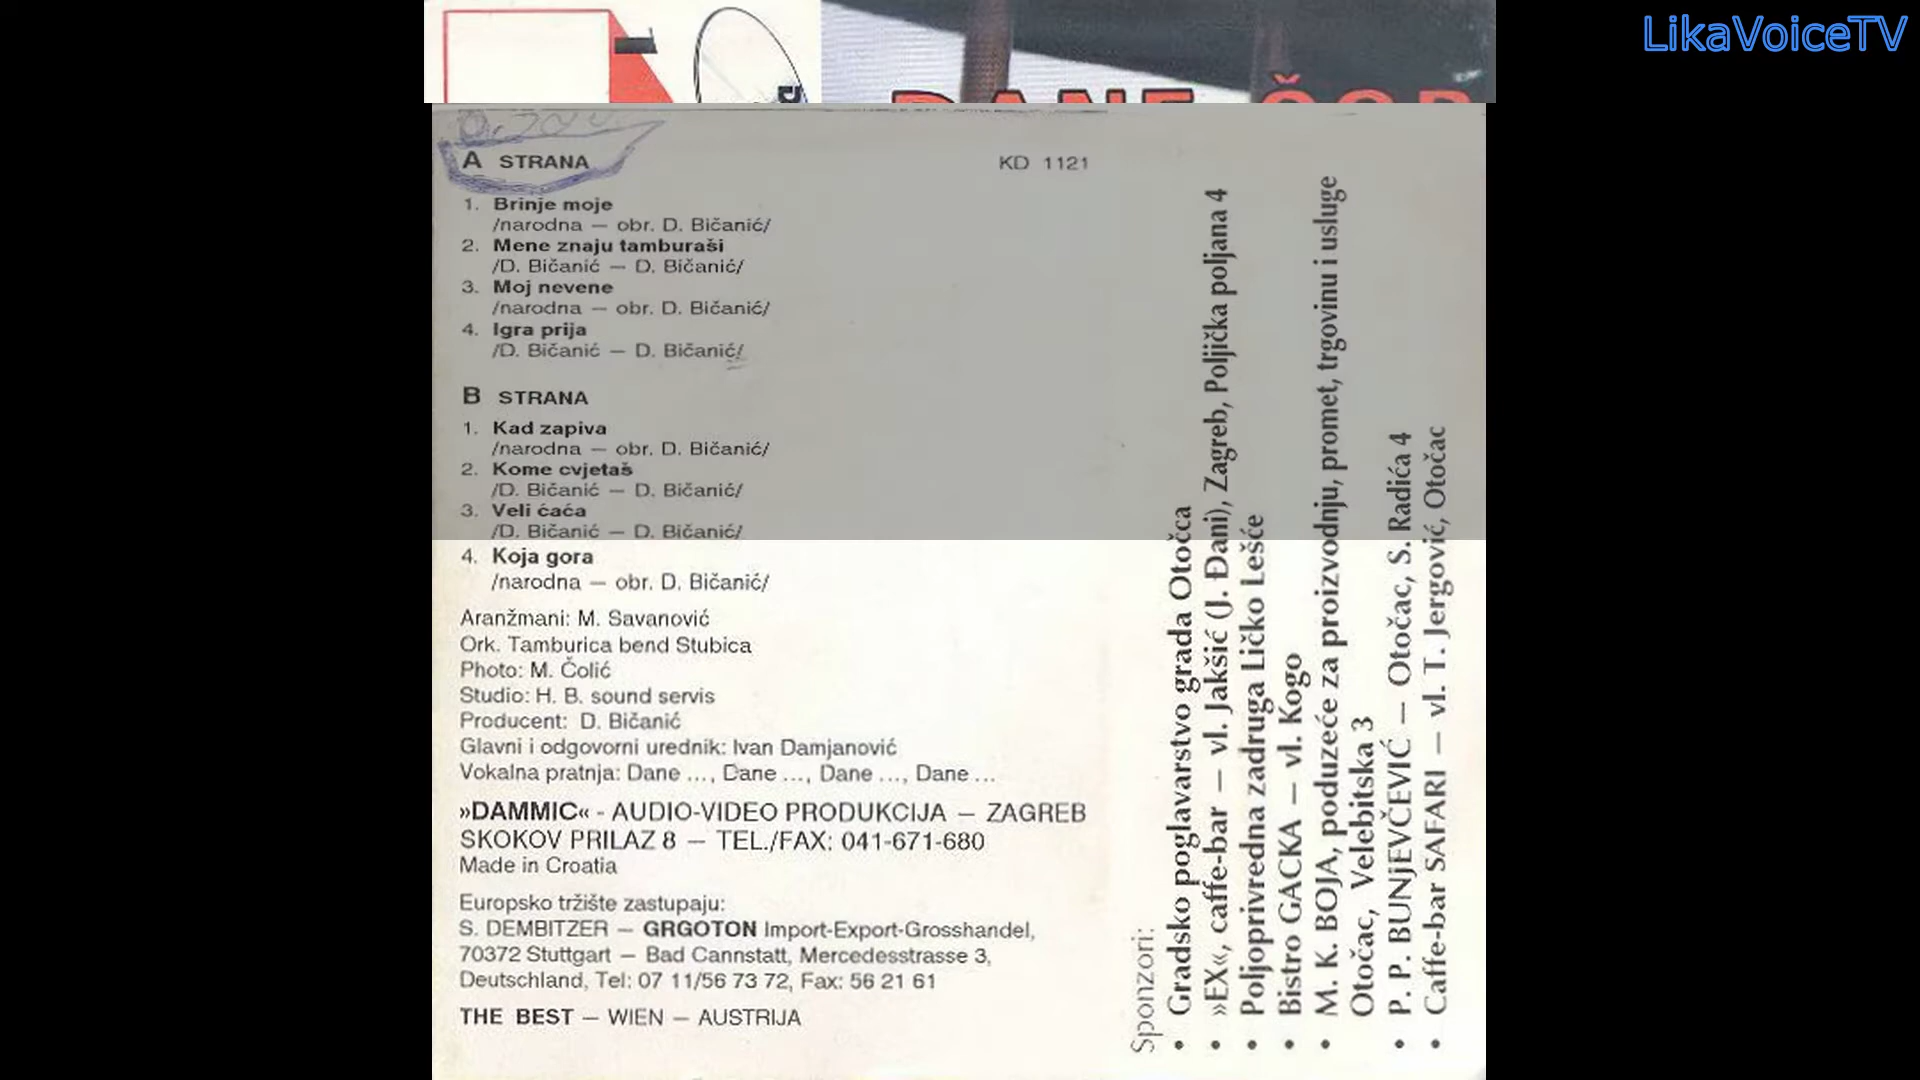 LikaVoiceTV
A STRANA
KD 1121
1. Brinje moje
/narodna — obr. D. Bičanić/
2. Mene znaju tamburaši
/D. Bičanić — D. Bičanić/
3. Moj nevene
/narodna — obr. D. Bičanić/
4. Igra prija
/D. Bičanić — D. Bičanić/
B STRANA
1. Kad zapiva
/narodna — obr. D. Bičanić/
2. Kome cvjetaš
/D. Bičanić — D. Bičanić/
3. Veli ćaća
/D. Bičanić — D. Bičanić/
4. Koja gora
/narodna — obr. D. Bičanić/
Aranžmani: M. Savanović
Ork. Tamburica bend Stubica
Photo: M. Čolić
Studio: H. B. sound servis
Producent: D. Bičanić
Glavni i odgovorni urednik: Ivan Damjanović
Vokalna pratnja: Dane ..., Dane ..., Dane ..., Dane ...
»DAMMIC« - AUDIO-VIDEO PRODUKCIJA — ZAGREB
SKOKOV PRILAZ 8 — TEL./FAX: 041-671-680
Made in Croatia
Europsko tržište zastupaju:
S. DEMBITZER — GRGOTON Import-Export-Grosshandel,
70372 Stuttgart — Bad Cannstatt, Mercedesstrasse 3,
Deutschland, Tel: 07 11/56 73 72, Fax: 56 21 61
THE BEST — WIEN — AUSTRIJA
Sponzori:
• Gradsko poglavarstvo grada Otočca
• »EX«, caffe-bar — vl. Jakšić (J. Đani), Zagreb, Poljička poljana 4
• Poljoprivredna zadruga Ličko Lešće
• Bistro GACKA — vl. Kogo
• M. K. BOJA, poduzeće za proizvodnju, promet, trgovinu i usluge
Otočac, Velebitska 3
• P. P. BUNjEVČEVIĆ — Otočac, S. Radića 4
• Caffe-bar SAFARI — vl. T. Jergović, Otočac